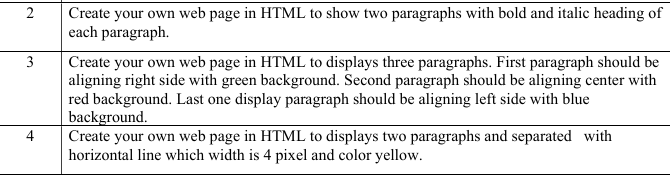 2 Create your own web page in HTML to show two paragraphs with bold and italic heading of
each paragraph.
3 Create your own web page in HTML to displays three paragraphs. First paragraph should be
aligning right side with green background. Second paragraph should be aligning center with
red background. Last one display paragraph should be aligning left side with blue
background.
4 Create your own web page in HTML to displays two paragraphs and separated with
horizontal line which width is 4 pixel and color yellow.